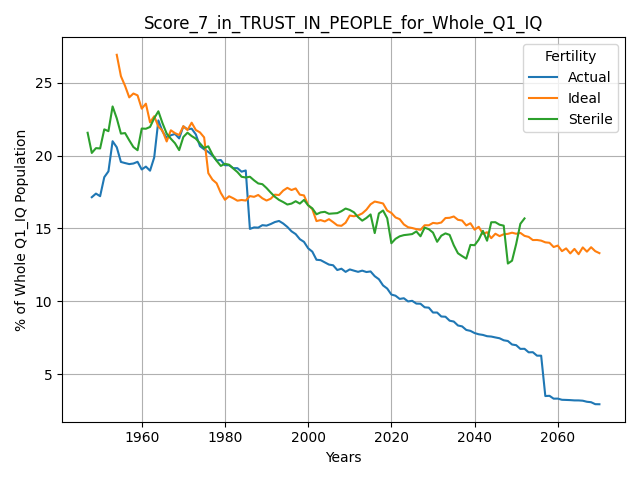 Score_7_in_TRUST_IN_PEOPLE_for_Whole_Q1_IQ
% of Whole Q1_IQ Population
25
20
15
10
5
Fertility
Actual
Ideal
Sterile
1960 1980 2000 2020 2040 2060
Years